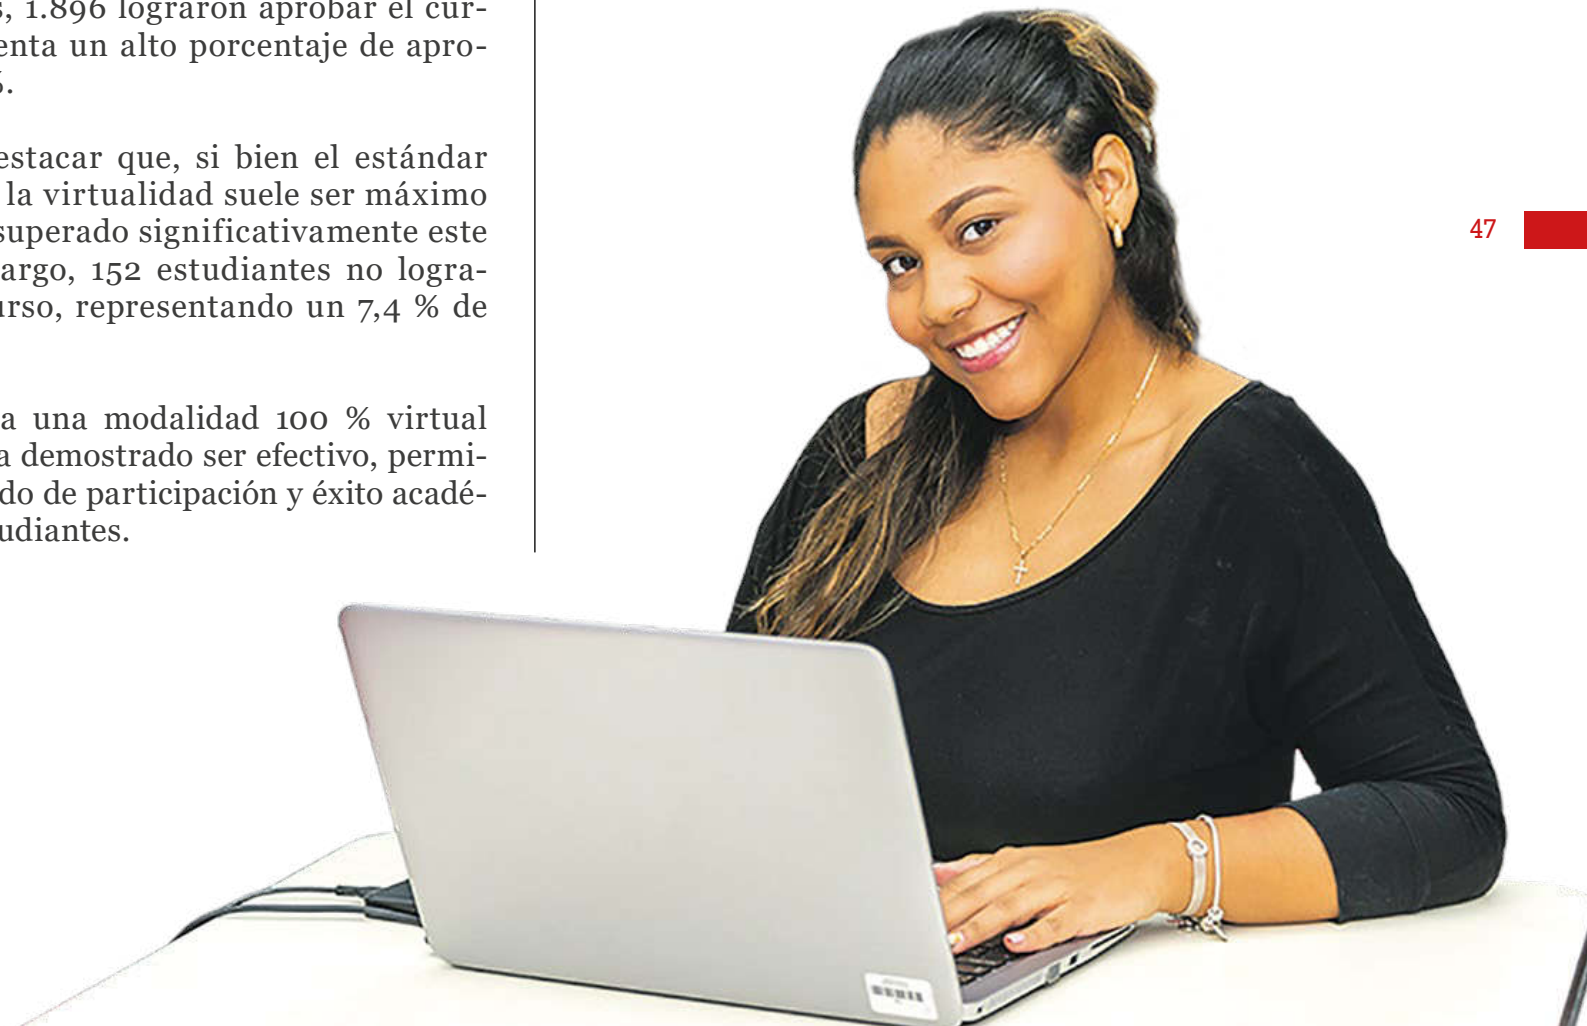 s, 1.896 lograron aprobar el cur-
enta un alto porcentaje de apro-
%.
estacar que, si bien el estándar
la virtualidad suele ser máximo
superado significativamente este
argo, 152 estudiantes no logra-
urso, representando un 7,4 % de
a una modalidad 100 % virtual
a demostrado ser efectivo, permi-
do de participación y éxito acadé-
udiantes.
47